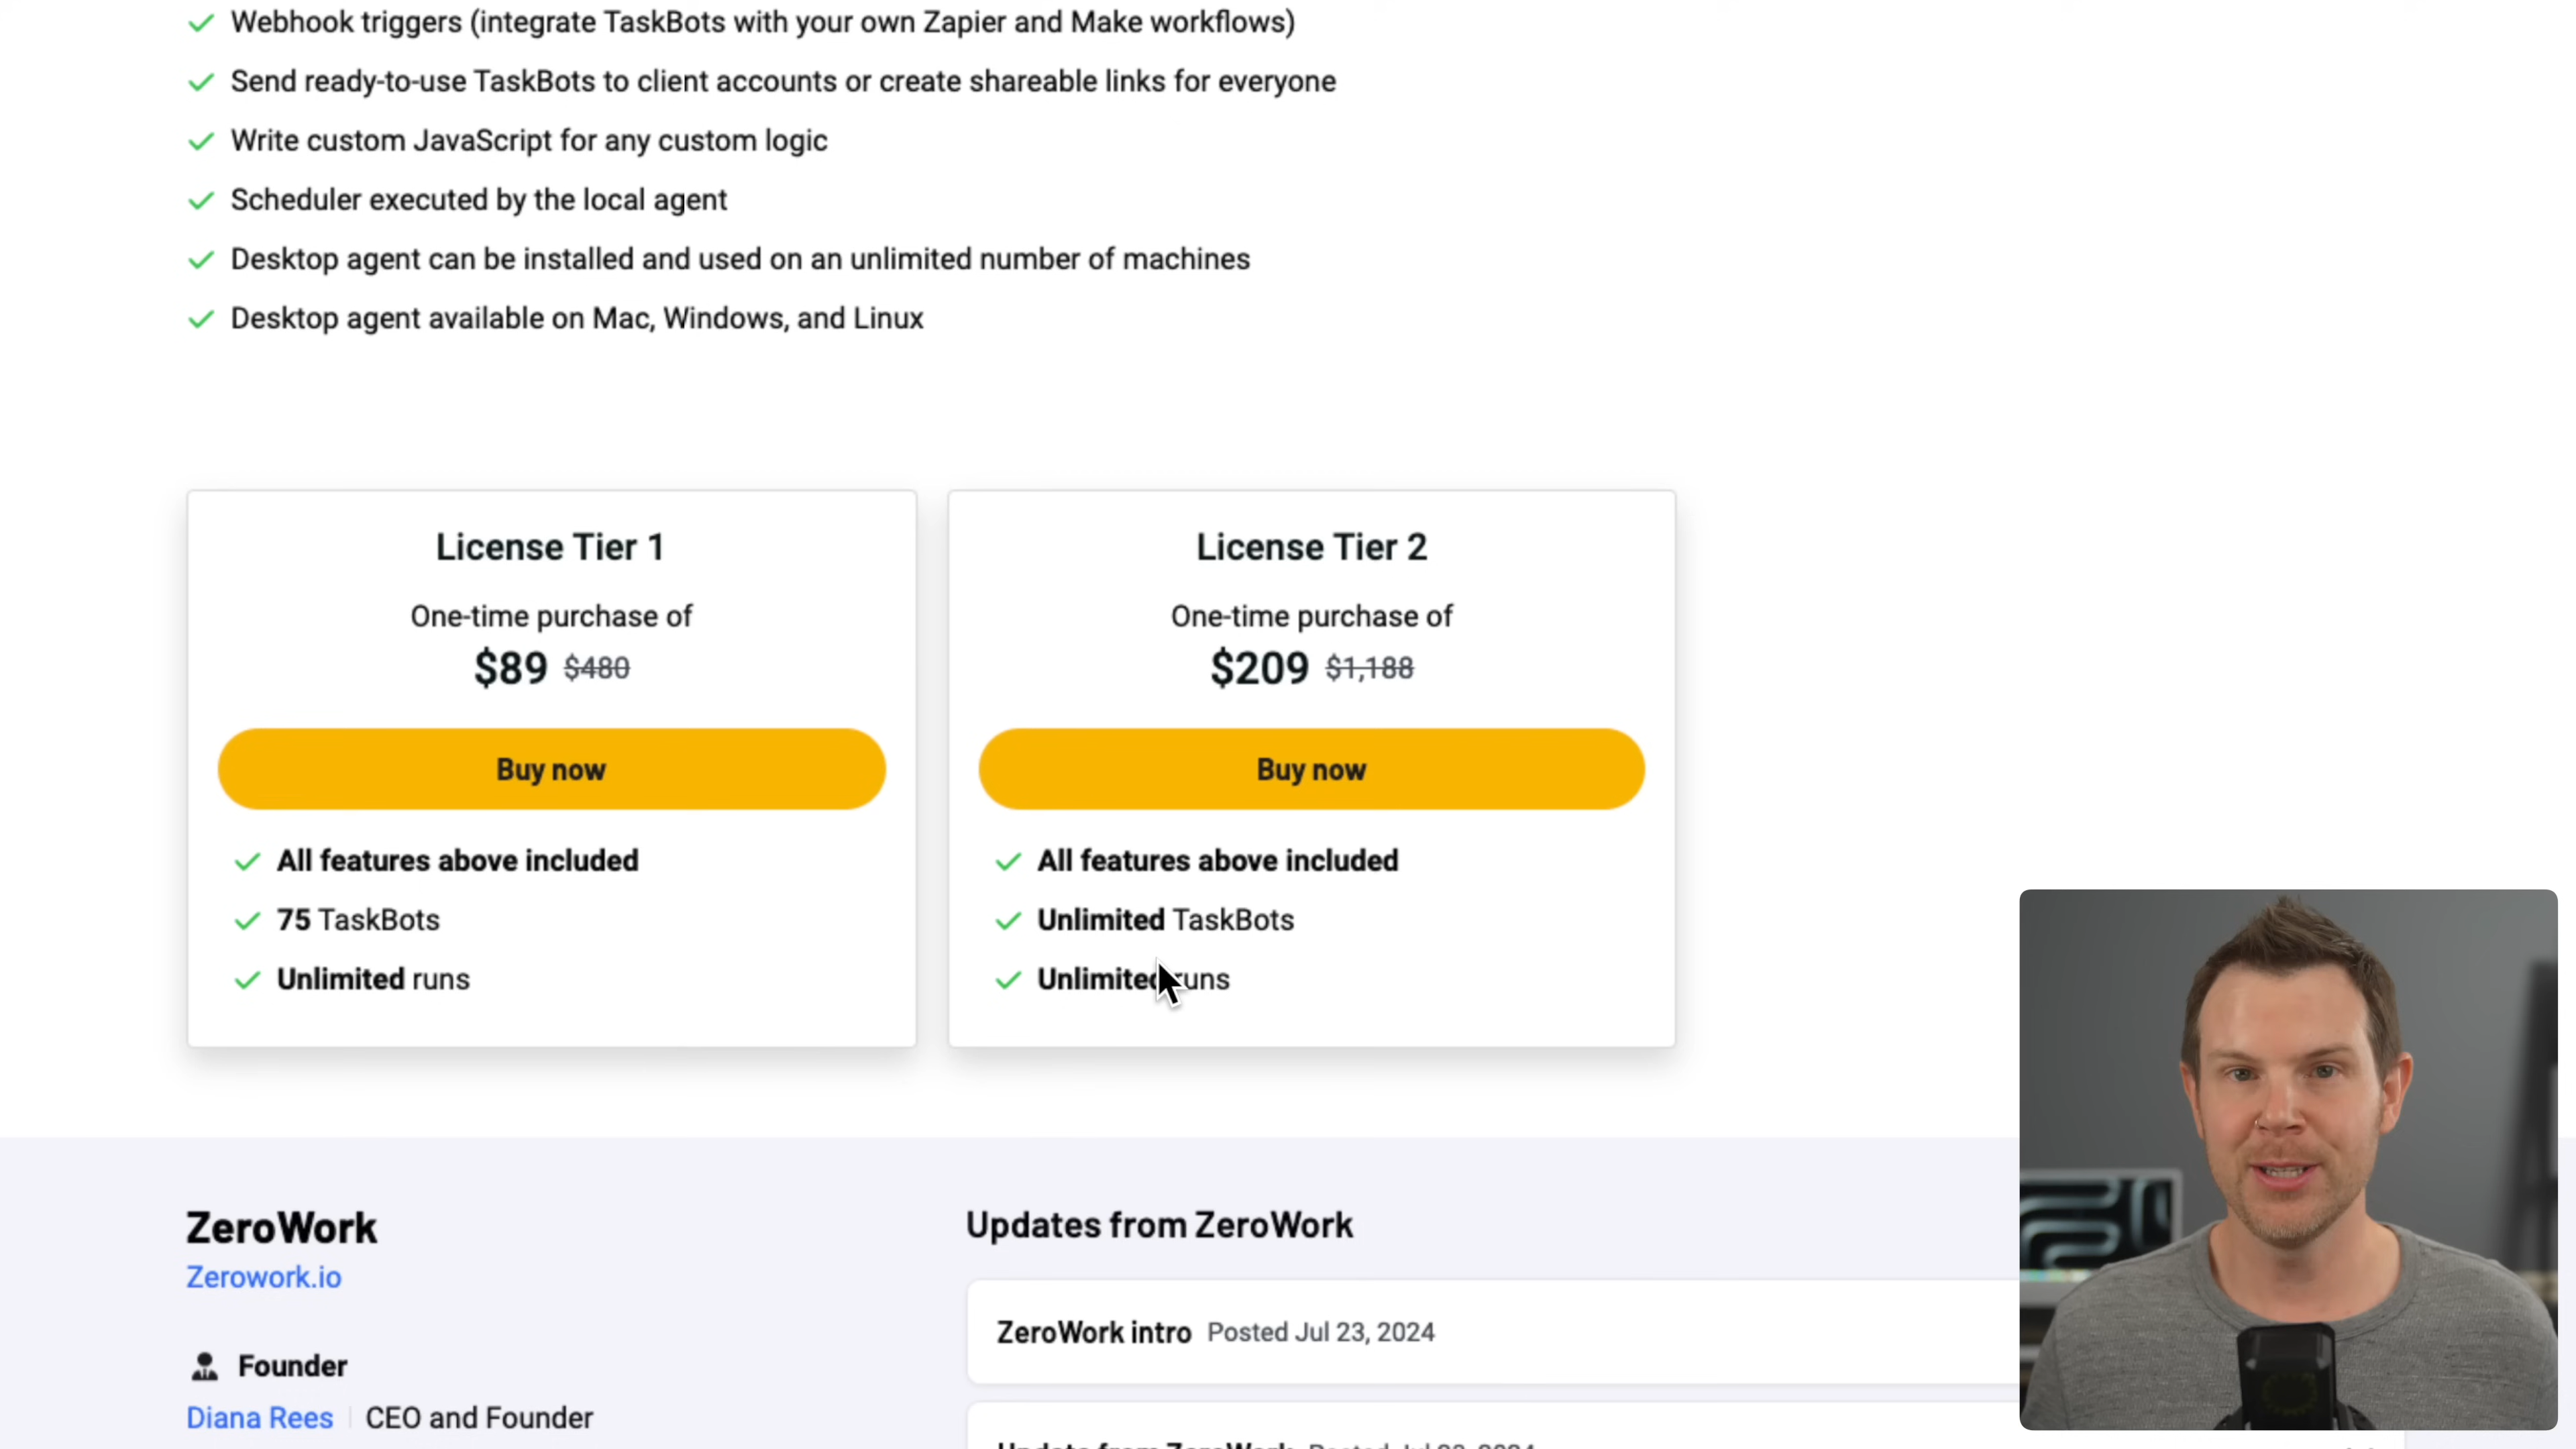 Webhook triggers (integrate TaskBots with your own Zapier and Make workflows)
Send ready-to-use TaskBots to client accounts or create shareable links for everyone
Write custom JavaScript for any custom logic
Scheduler executed by the local agent
Desktop agent can be installed and used on an unlimited number of machines
Desktop agent available on Mac, Windows, and Linux
License Tier 1
One-time purchase of
$89 $480
Buy now
All features above included
75 TaskBots
Unlimited runs
License Tier 2
One-time purchase of
$209 $1,188
Buy now
All features above included
Unlimited TaskBots
Unlimited runs
ZeroWork
Zerowork.io
Founder
Diana Rees CEO and Founder
Updates from ZeroWork
ZeroWork intro Posted Jul 23, 2024
Update from ZeroWork Posted Jul